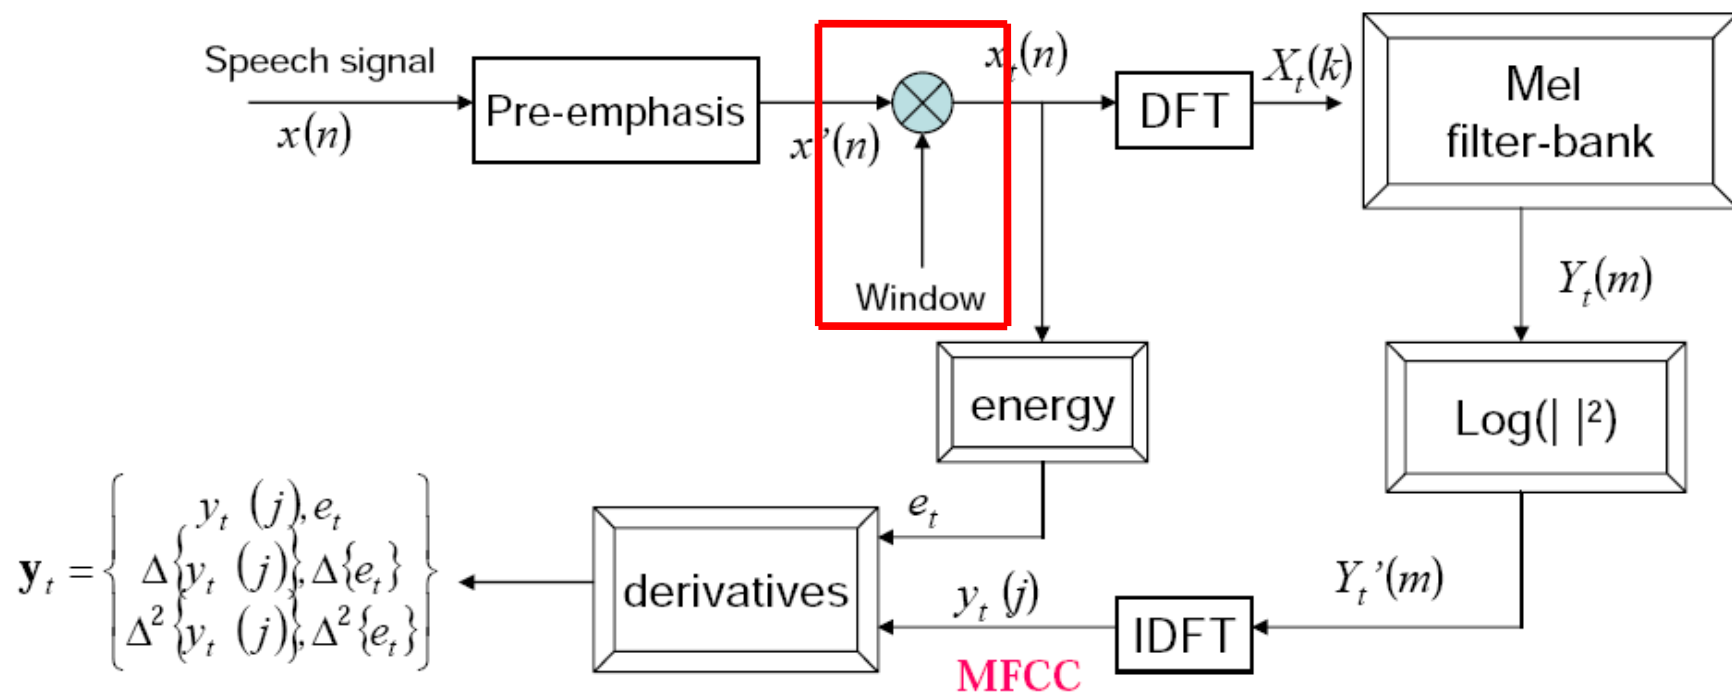 Speech signal
x(n)
Pre-emphasis
x'(n)
Window
x_t(n)
DFT
X_t(k)
Mel
filter-bank
Y_t(m)
Log(| |²)
Y_t'(m)
IDFT
y_t (j)
MFCC
energy
e_t
derivatives
y_t = { y_t (j), e_t
Δ{y_t (j)}, Δ{e_t}
Δ²{y_t (j)}, Δ²{e_t} }